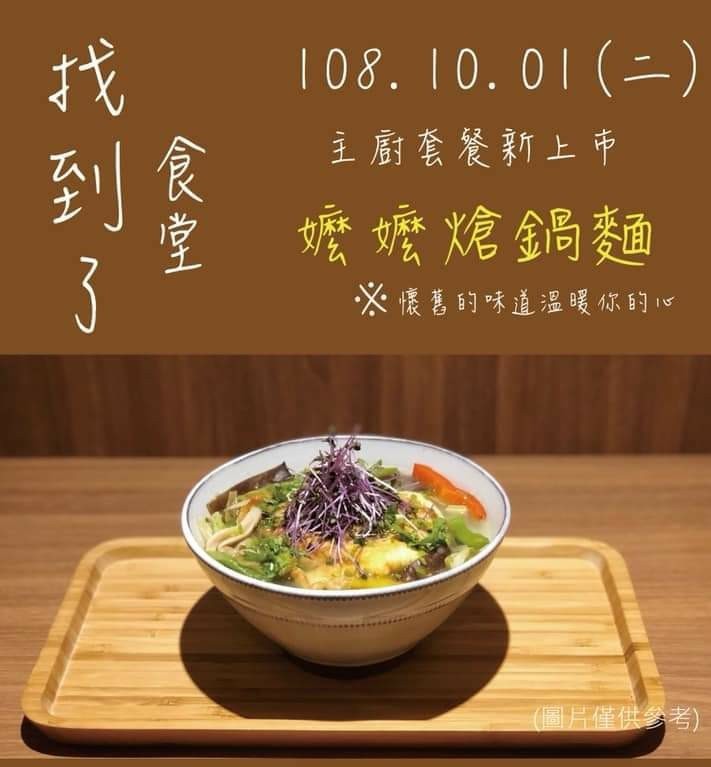 找到了
食堂
108.10.01(二)
主廚套餐新上市
嬤嬤熗鍋麵
※懷舊的味道溫暖你的心
(圖片僅供參考)